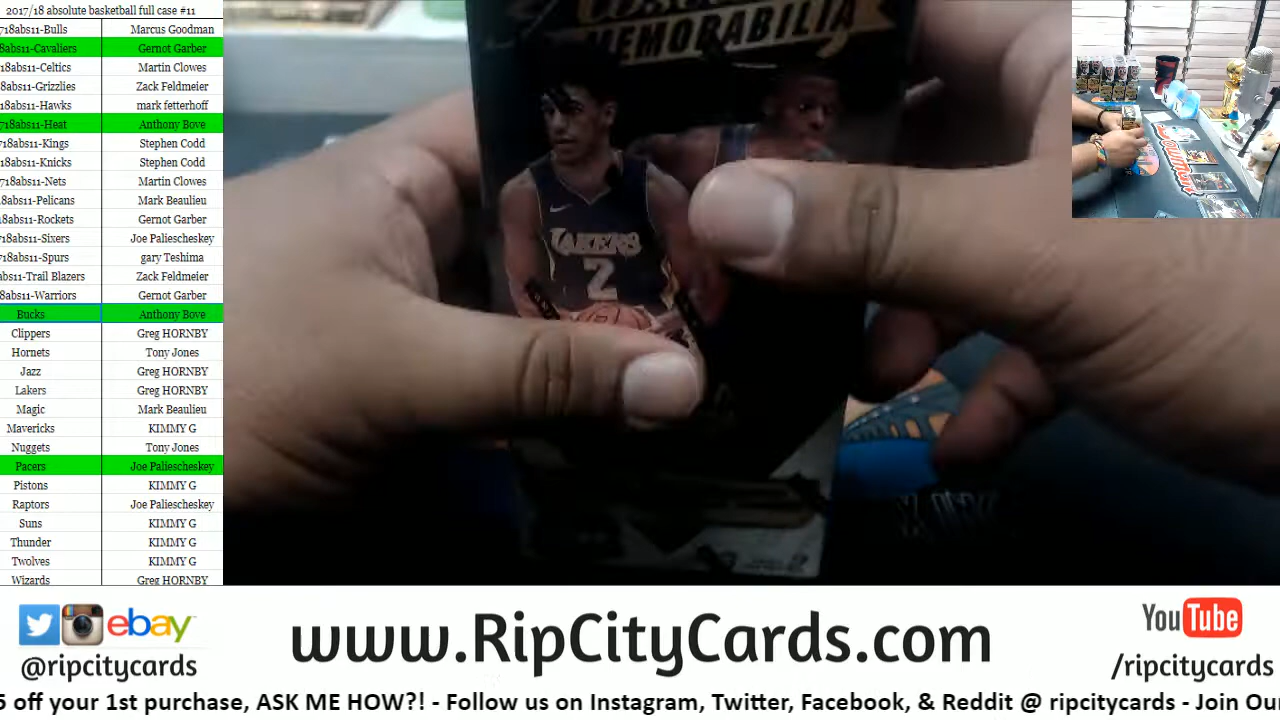 2017/18 absolute basketball full case #11
718abs11-Bulls Marcus Goodman
8abs11-Cavaliers Gernot Garber
718abs11-Celtics Martin Clowes
18abs11-Grizzlies Zack Feldmeier
718abs11-Hawks mark fetterhoff
718abs11-Heat Anthony Bove
718abs11-Kings Stephen Codd
718abs11-Knicks Stephen Codd
718abs11-Nets Martin Clowes
18abs11-Pelicans Mark Beaulieu
18abs11-Rockets Gernot Garber
718abs11-Sixers Joe Paliescheskey
718abs11-Spurs gary Teshima
abs11-Trail Blazers Zack Feldmeier
8abs11-Warriors Gernot Garber
Bucks Anthony Bove
Clippers Greg HORNBY
Hornets Tony Jones
Jazz Greg HORNBY
Lakers Greg HORNBY
Magic Mark Beaulieu
Mavericks KIMMY G
Nuggets Tony Jones
Pacers Joe Paliescheskey
Pistons KIMMY G
Raptors Joe Paliescheskey
Suns KIMMY G
Thunder KIMMY G
Twolves KIMMY G
Wizards Greg HORNBY
MEMORABILIA
LAKERS
2
ebay
@ripcitycards
www.RipCityCards.com
YouTube
/ripcitycards
5 off your 1st purchase, ASK ME HOW?! - Follow us on Instagram, Twitter, Facebook, & Reddit @ ripcitycards - Join Our